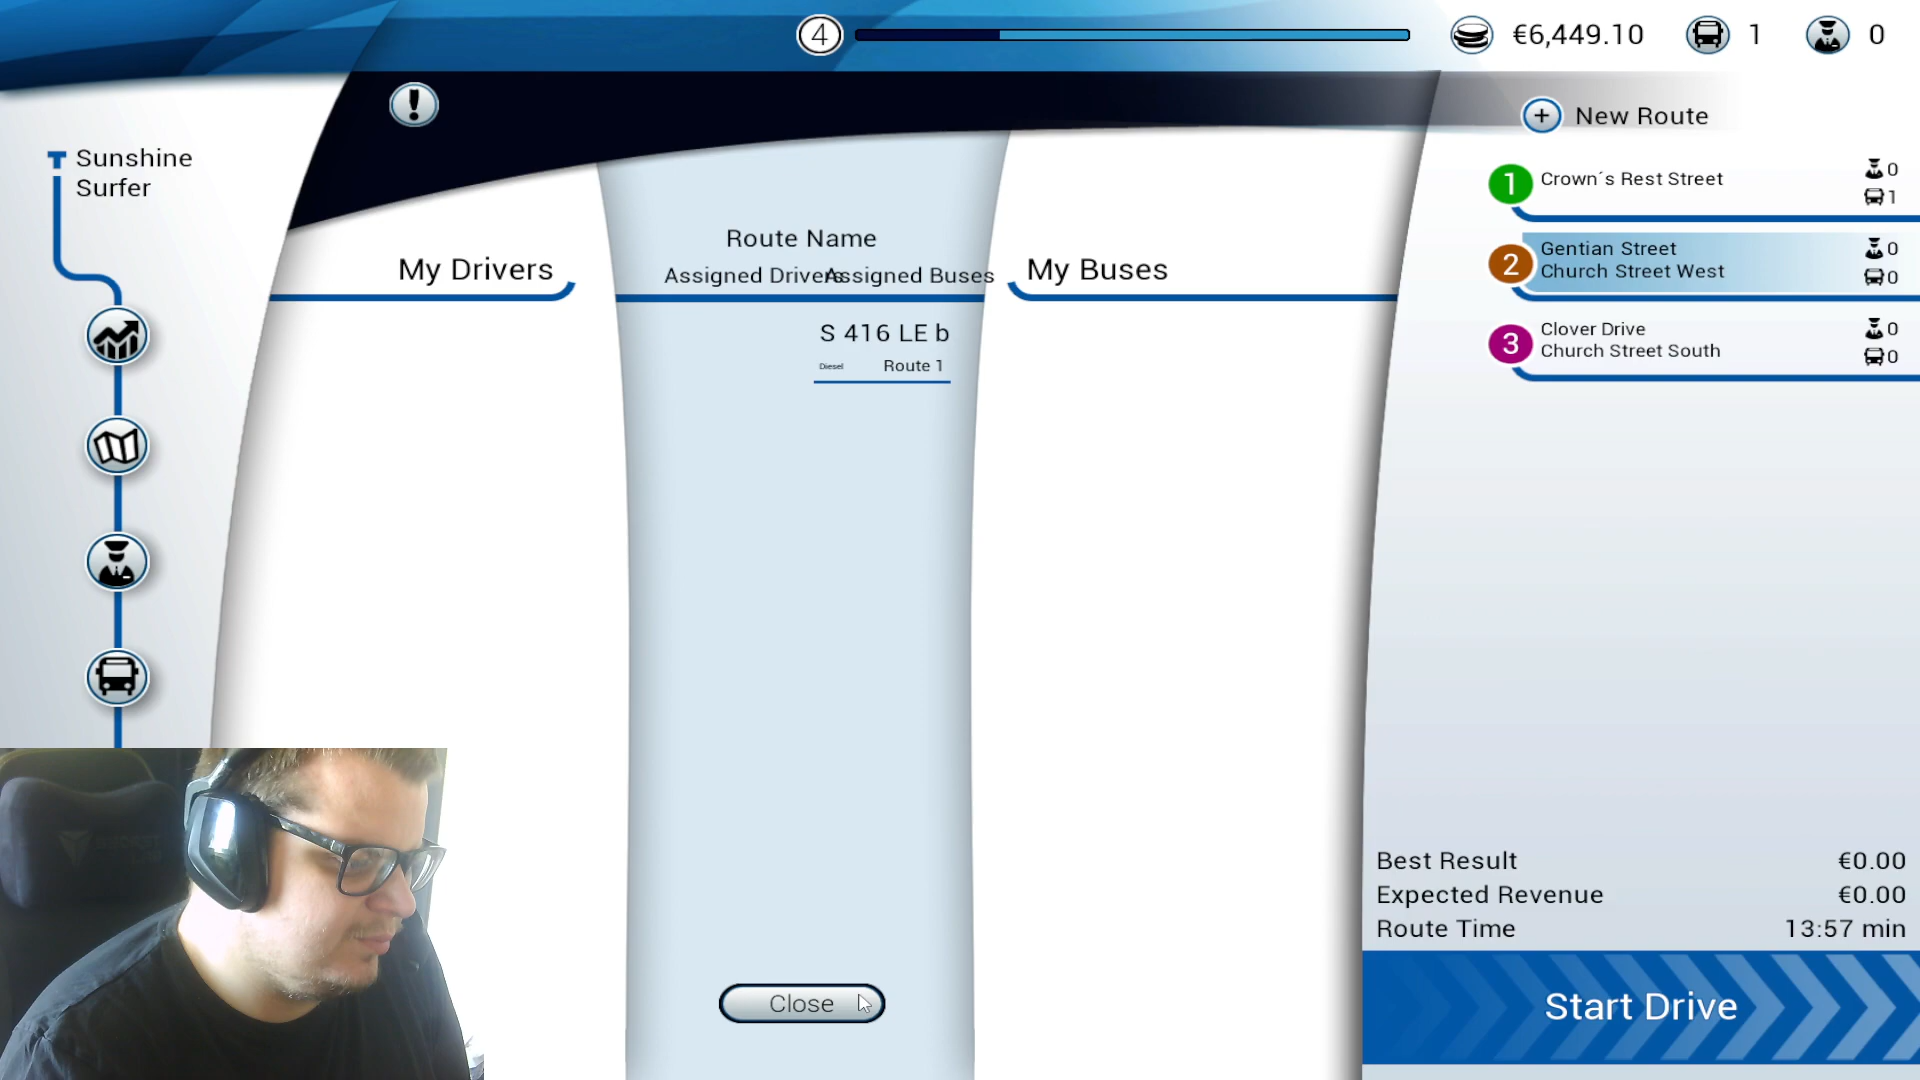 4
€6,449.10
1
0
New Route
Sunshine
Surfer
1
Crown´s Rest Street
0
1
2
Gentian Street
Church Street West
0
0
3
Clover Drive
Church Street South
0
0
Route Name
My Drivers
Assigned Drivers
Assigned Buses
My Buses
S 416 LE b
Diesel
Route 1
Close
Best Result €0.00
Expected Revenue €0.00
Route Time 13:57 min
Start Drive